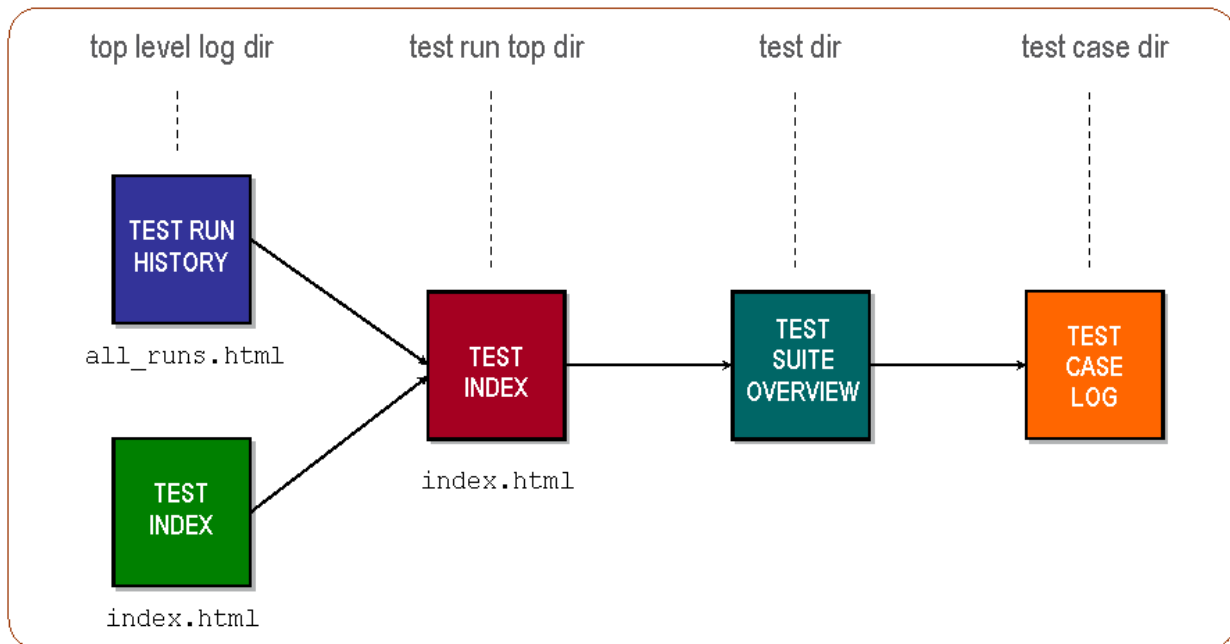 top level log dir
test run top dir
test dir
test case dir
TEST RUN
HISTORY
all_runs.html
TEST
INDEX
index.html
TEST
INDEX
index.html
TEST
SUITE
OVERVIEW
TEST
CASE
LOG